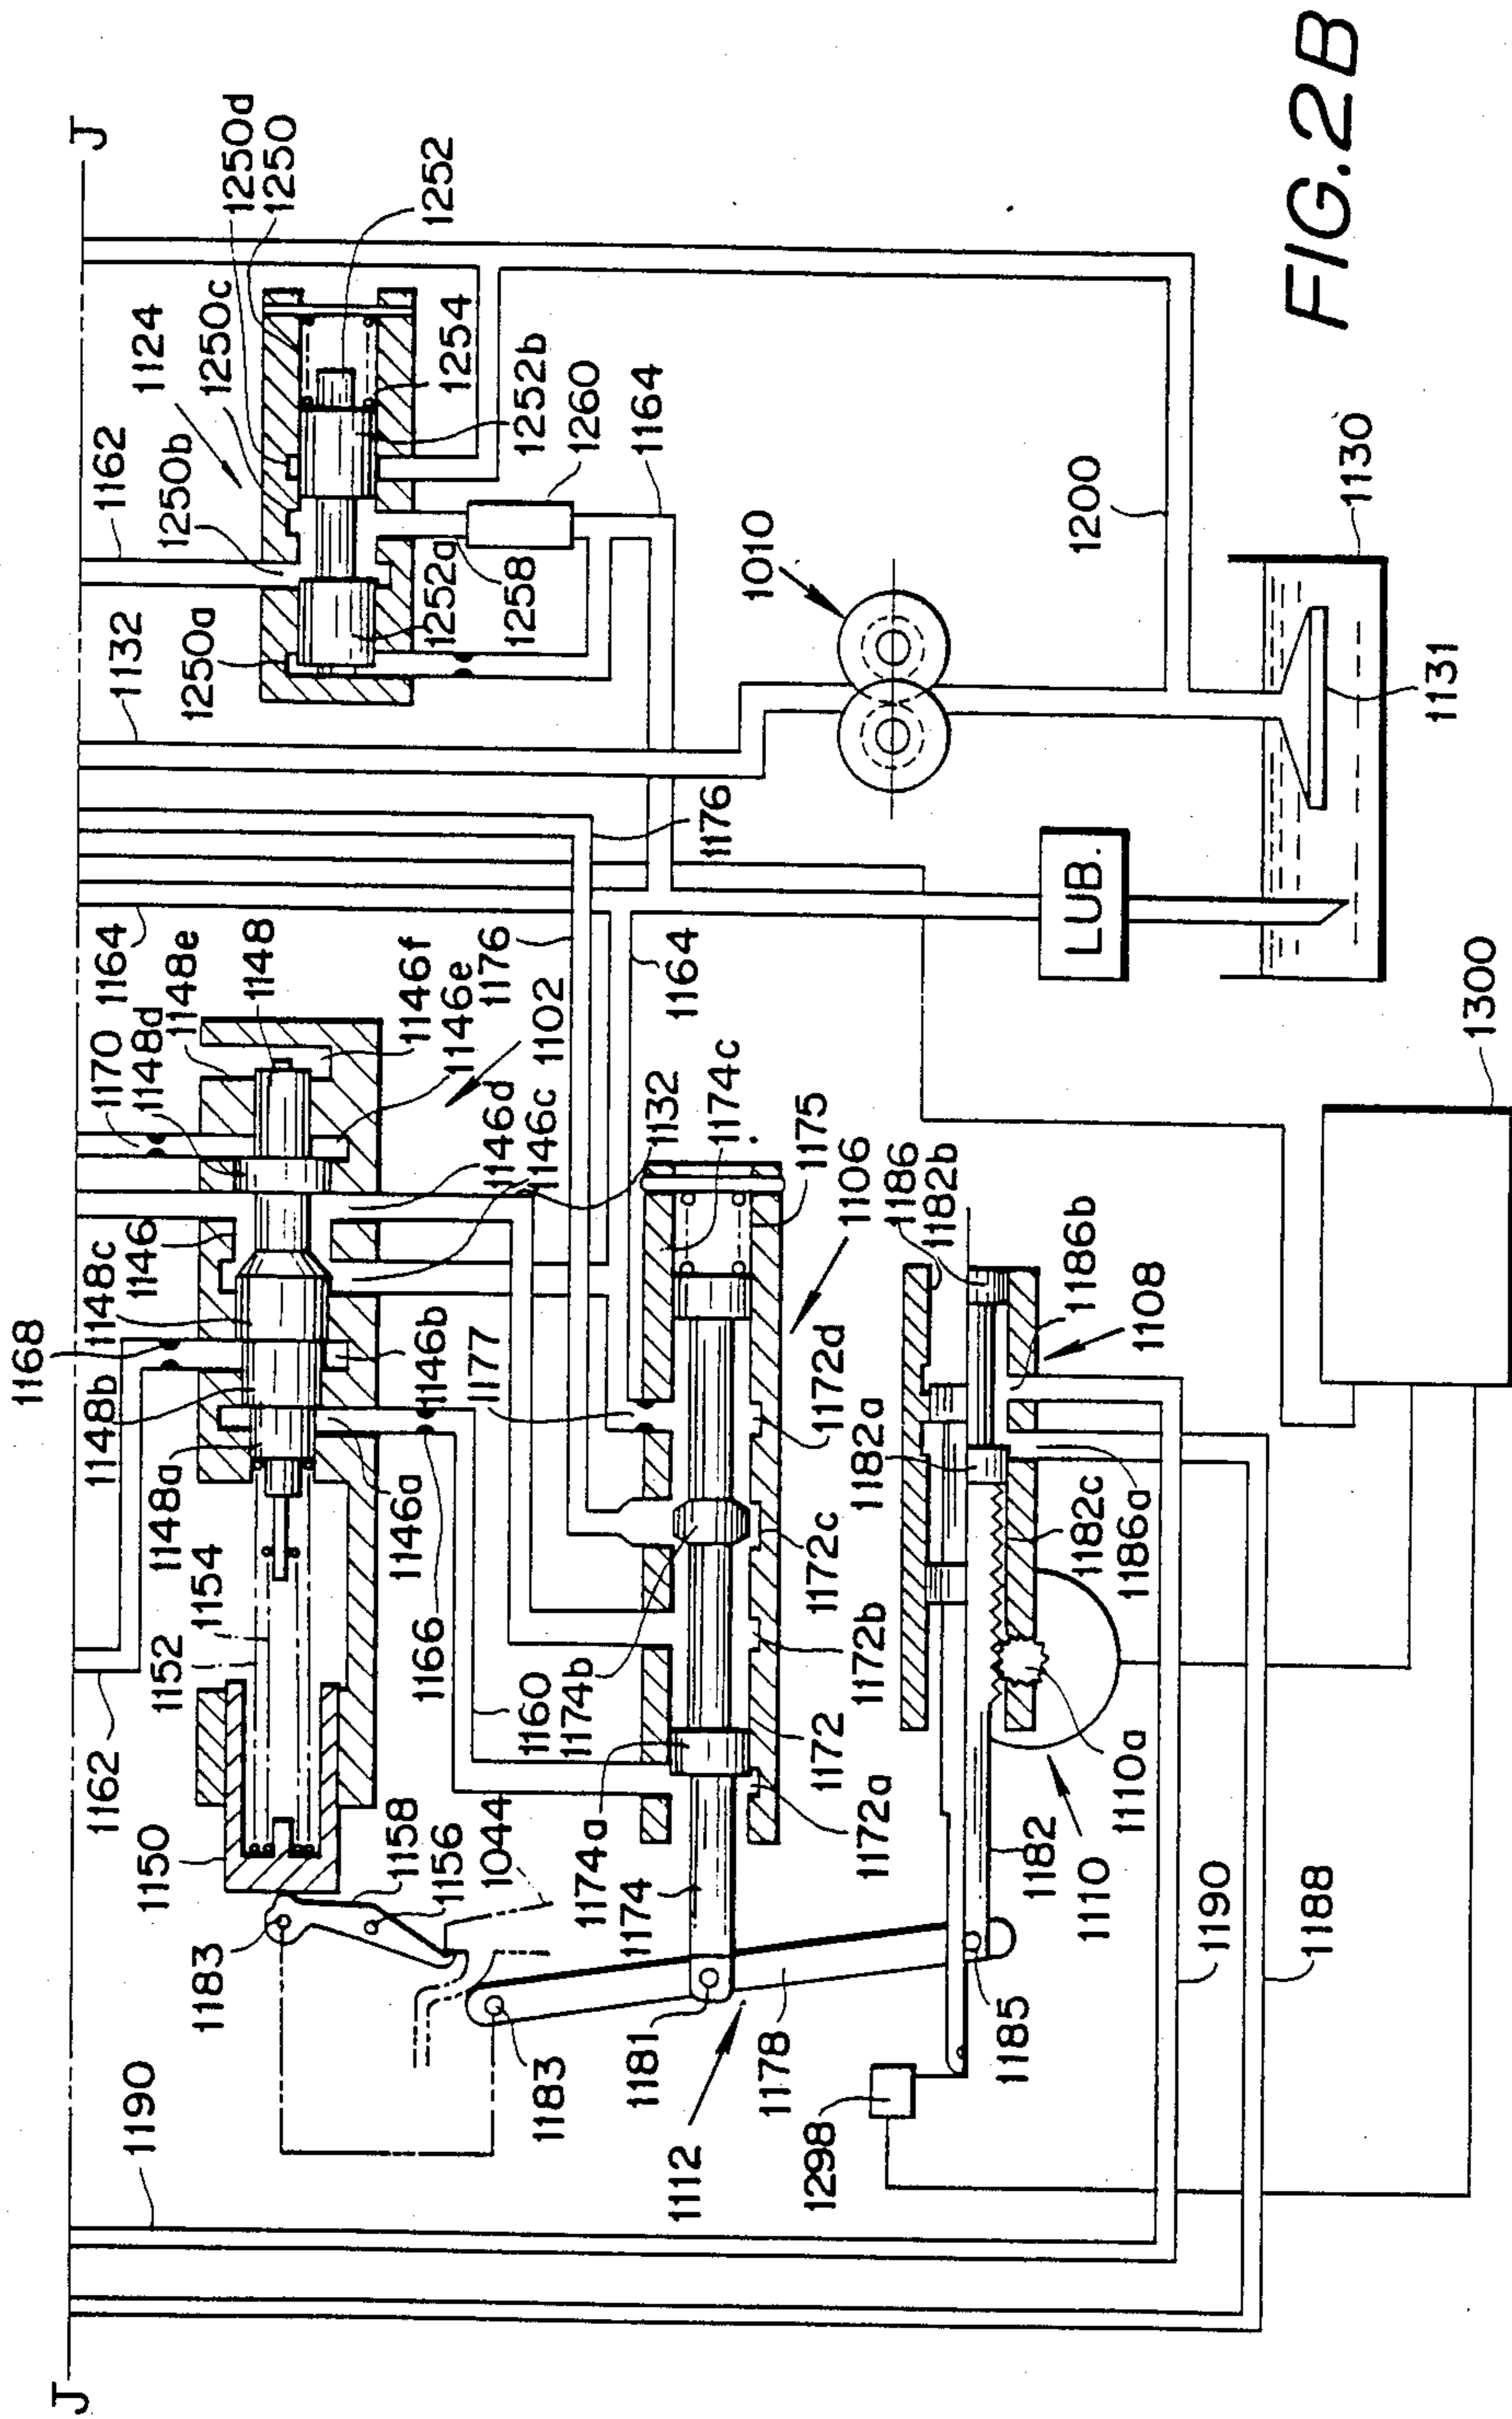 J
1162
1132
1250b
1124
1250c
1250d
1250
1252
1250a
1252a
1258
1254
1252b
1260
1164
1010
1200
1130
1131
LUB.
1176
1164
1170
1148d
1148e
1148
1146f
1146e
1176
1102
1146d
1146c
1132
1164
1168
1148b
1148c
1146
1148a
1154
1152
1162
1150
1146a
1146b
1166
1177
1160
1174b
1174a
1174
1044
1156
1158
1183
1183
1181
1178
1112
1298
1185
1182
1110
1110a
1172a
1172
1172b
1172c
1172d
1174c
1175
1106
1186
1182b
1182a
1182c
1186a
1186b
1108
1190
1188
1190
1300
J
FIG.2B